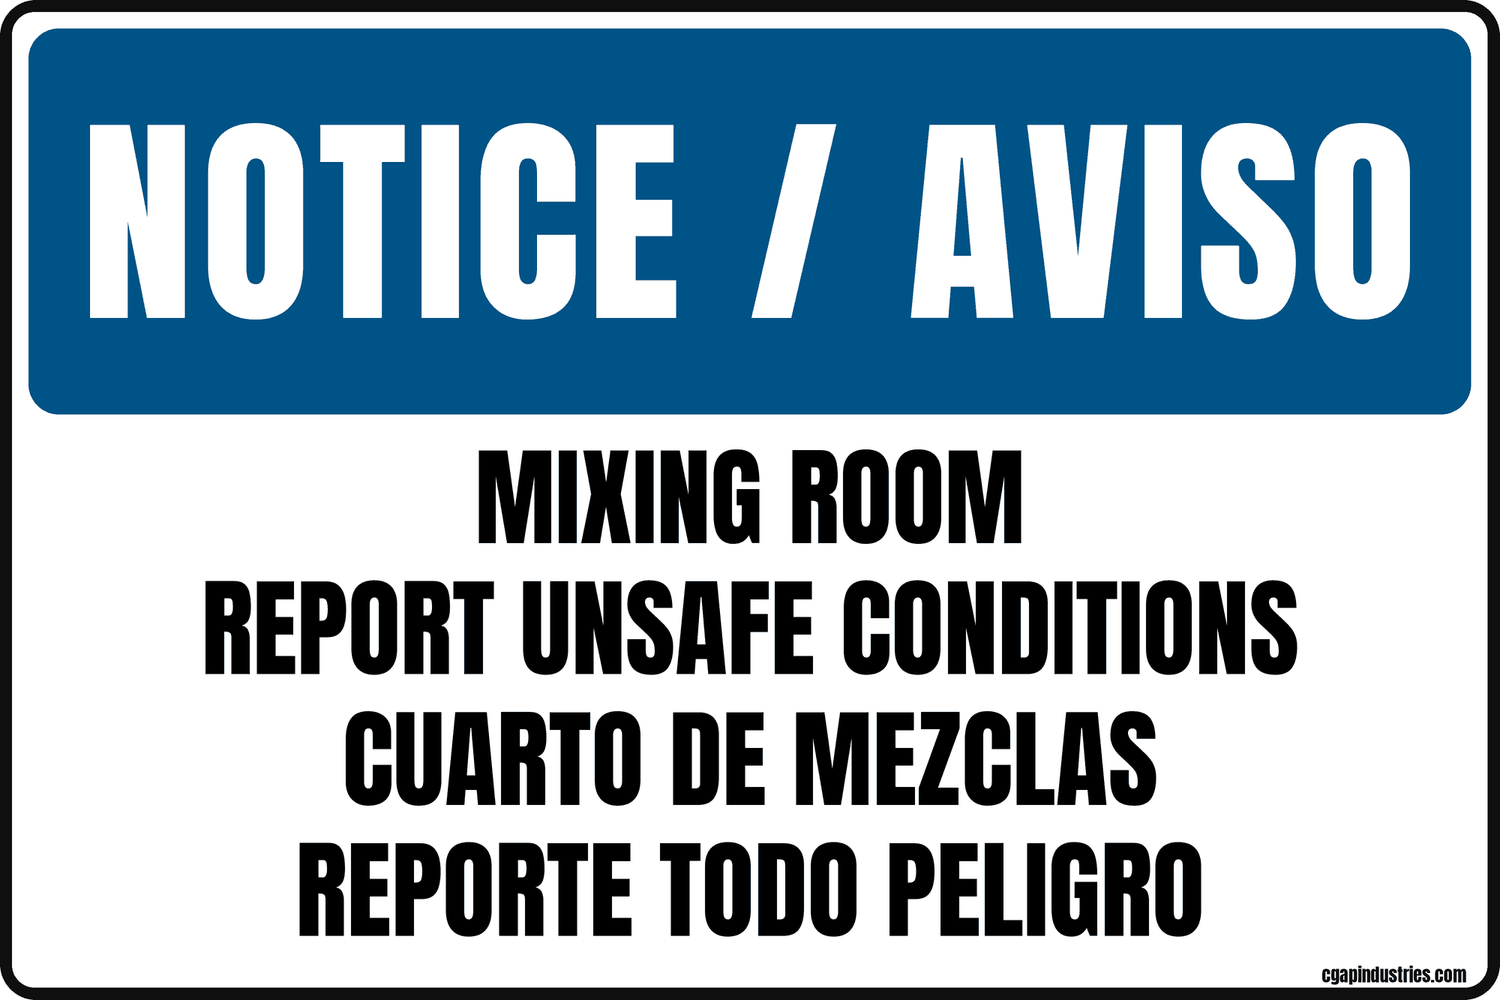 NOTICE / AVISO
MIXING ROOM
REPORT UNSAFE CONDITIONS
CUARTO DE MEZCLAS
REPORTE TODO PELIGRO
cgapindustries.com